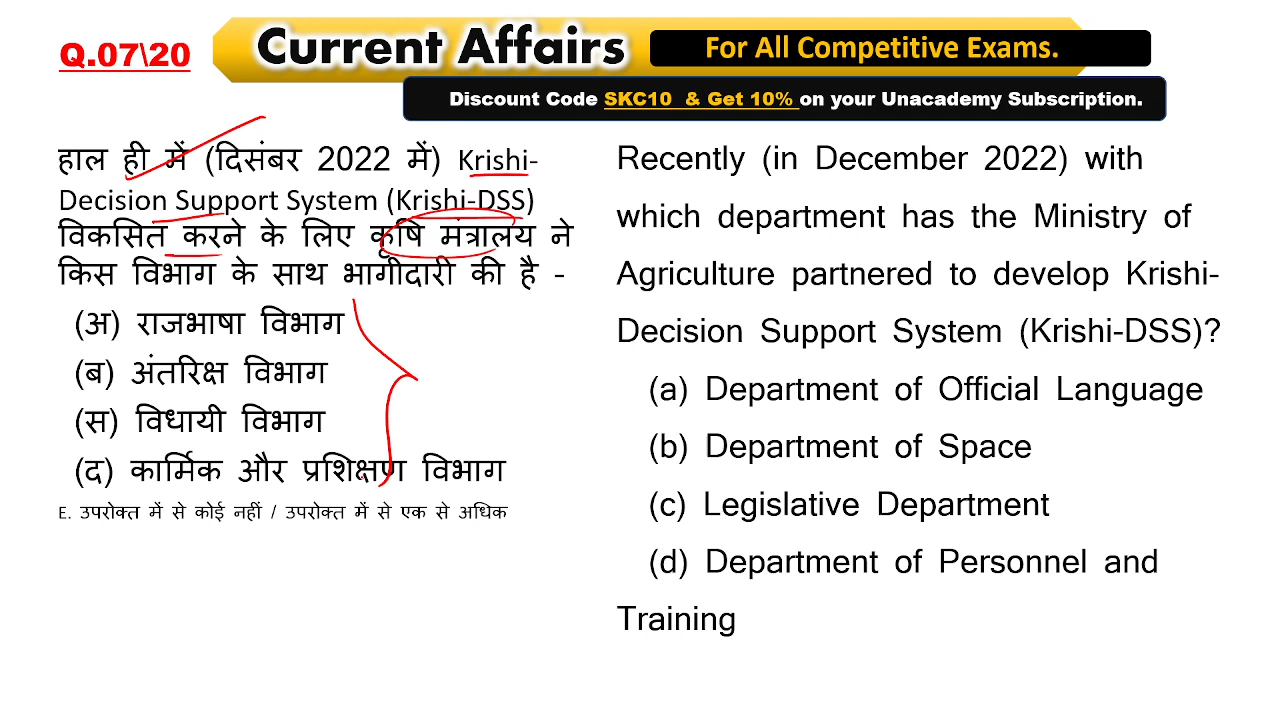 Q.07\20
Current Affairs
For All Competitive Exams.
Discount Code SKC10 & Get 10% on your Unacademy Subscription.
हाल ही में (दिसंबर 2022 में) Krishi-
Decision Support System (Krishi-DSS)
विकसित करने के लिए कृषि मंत्रालय ने
किस विभाग के साथ भागीदारी की है -
(अ) राजभाषा विभाग
(ब) अंतरिक्ष विभाग
(स) विधायी विभाग
(द) कार्मिक और प्रशिक्षण विभाग
E. उपरोक्त में से कोई नहीं / उपरोक्त में से एक से अधिक
Recently (in December 2022) with
which department has the Ministry of
Agriculture partnered to develop Krishi-
Decision Support System (Krishi-DSS)?
(a) Department of Official Language
(b) Department of Space
(c) Legislative Department
(d) Department of Personnel and
Training